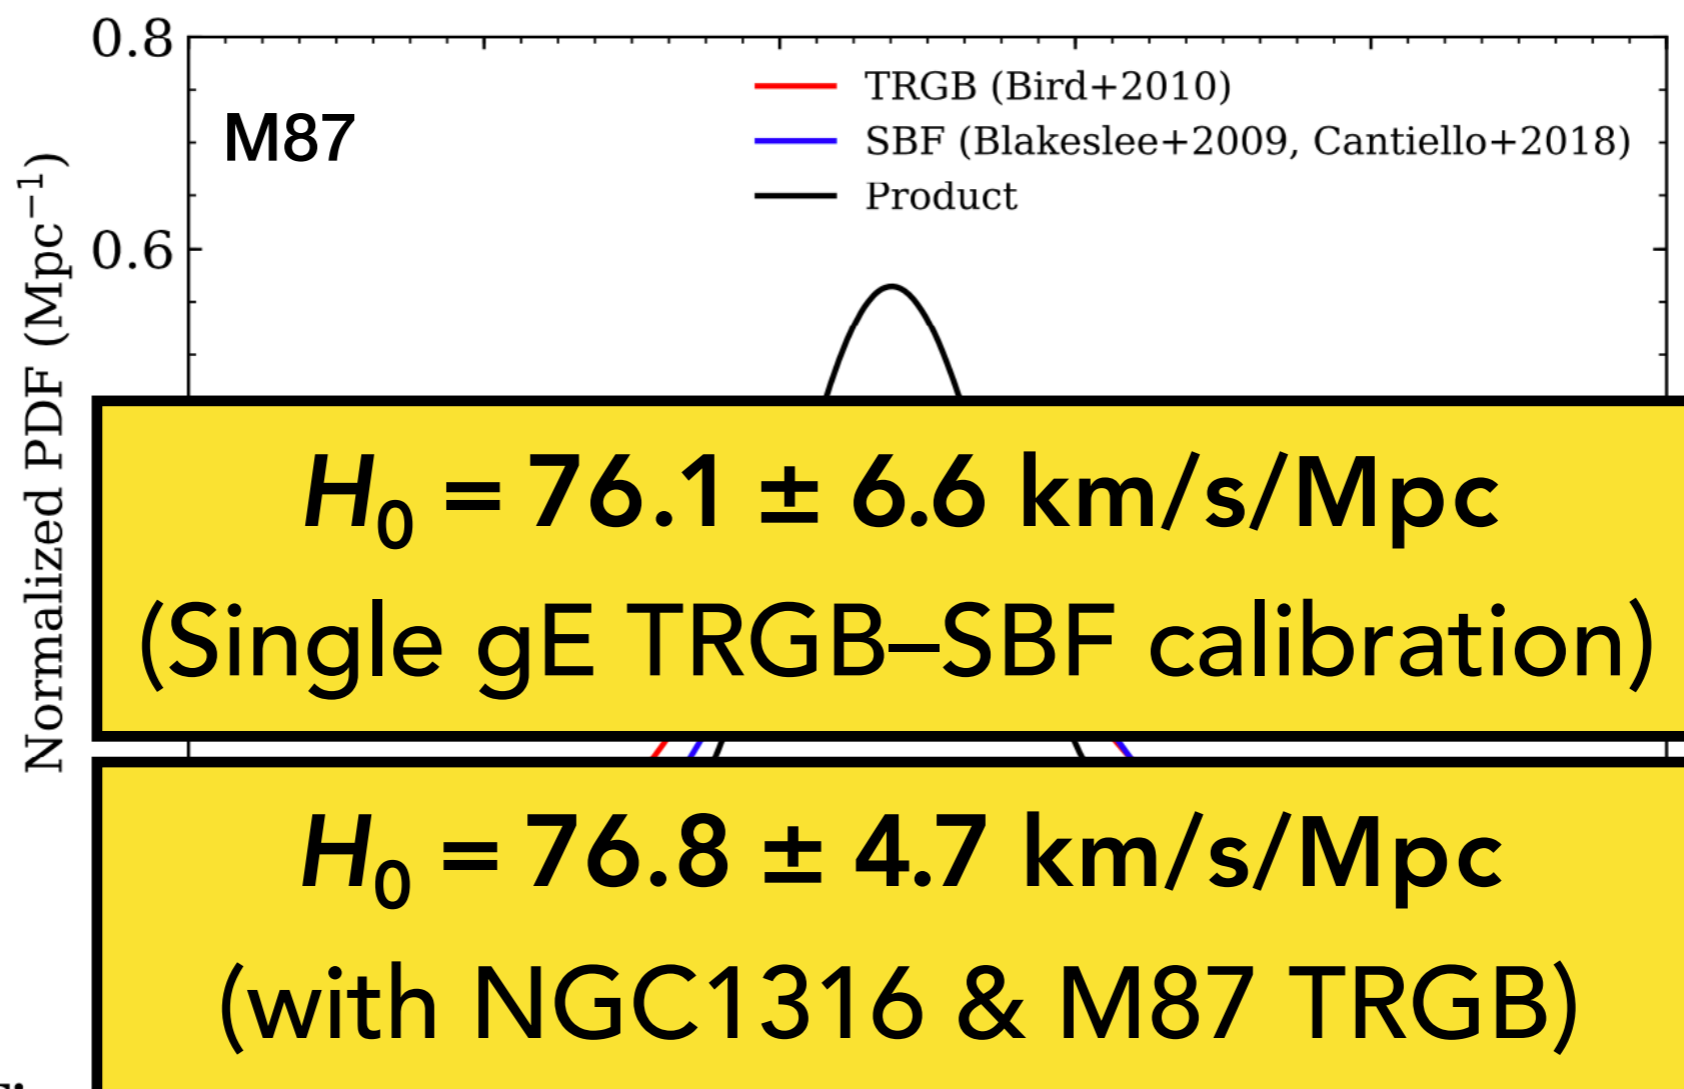 0.8
TRGB (Bird+2010)
M87
SBF (Blakeslee+2009, Cantiello+2018)
Product
0.6
Normalized PDF (Mpc⁻¹)
H₀ = 76.1 ± 6.6 km/s/Mpc
(Single gE TRGB–SBF calibration)
H₀ = 76.8 ± 4.7 km/s/Mpc
(with NGC1316 & M87 TRGB)